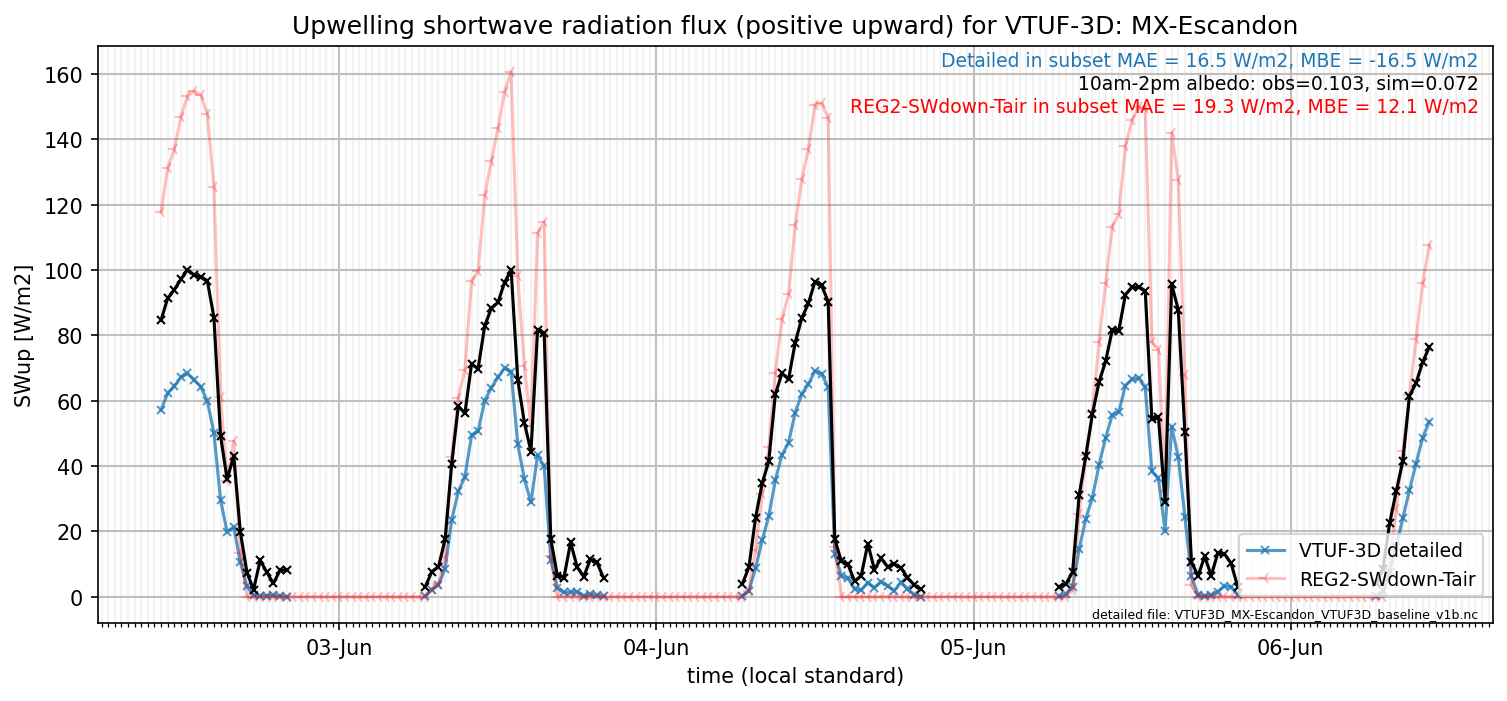 Upwelling shortwave radiation flux (positive upward) for VTUF-3D: MX-Escandon
Detailed in subset MAE = 16.5 W/m2, MBE = -16.5 W/m2
10am-2pm albedo: obs=0.103, sim=0.072
REG2-SWdown-Tair in subset MAE = 19.3 W/m2, MBE = 12.1 W/m2
SWup [W/m2]
160
140
120
100
80
60
40
20
0
VTUF-3D detailed
REG2-SWdown-Tair
detailed file: VTUF3D_MX-Escandon_VTUF3D_baseline_v1b.nc
03-Jun 04-Jun 05-Jun 06-Jun
time (local standard)